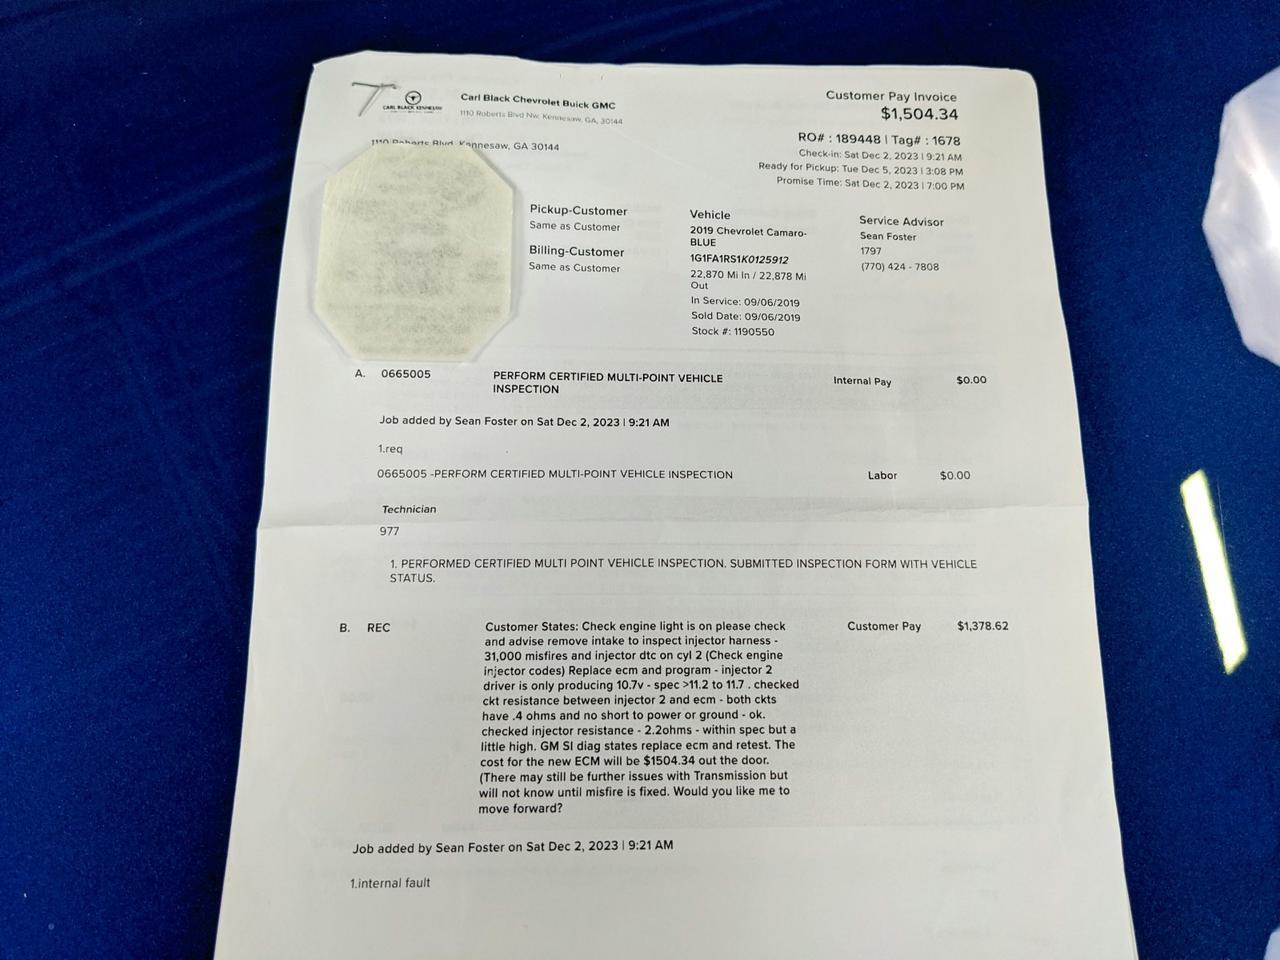 CARL BLACK KENNESAW
Carl Black Chevrolet Buick GMC
1110 Roberts Blvd Nw, Kennesaw, GA, 30144
1110 Roberts Blvd, Kennesaw, GA 30144
Customer Pay Invoice
$1,504.34
RO# : 189448 | Tag# : 1678
Check-in: Sat Dec 2, 2023 | 9:21 AM
Ready for Pickup: Tue Dec 5, 2023 | 3:08 PM
Promise Time: Sat Dec 2, 2023 | 7:00 PM
Pickup-Customer
Same as Customer
Billing-Customer
Same as Customer
Vehicle
2019 Chevrolet Camaro-
BLUE
1G1FA1RS1K0125912
22,870 Mi In / 22,878 Mi
Out
In Service: 09/06/2019
Sold Date: 09/06/2019
Stock #: 1190550
Service Advisor
Sean Foster
1797
(770) 424 - 7808
A. 0665005 PERFORM CERTIFIED MULTI-POINT VEHICLE Internal Pay $0.00
INSPECTION
Job added by Sean Foster on Sat Dec 2, 2023 | 9:21 AM
1.req
0665005 -PERFORM CERTIFIED MULTI-POINT VEHICLE INSPECTION Labor $0.00
Technician
977
1. PERFORMED CERTIFIED MULTI POINT VEHICLE INSPECTION. SUBMITTED INSPECTION FORM WITH VEHICLE
STATUS.
B. REC Customer States: Check engine light is on please check Customer Pay $1,378.62
and advise remove intake to inspect injector harness -
31,000 misfires and injector dtc on cyl 2 (Check engine
injector codes) Replace ecm and program - injector 2
driver is only producing 10.7v - spec >11.2 to 11.7 . checked
ckt resistance between injector 2 and ecm - both ckts
have .4 ohms and no short to power or ground - ok.
checked injector resistance - 2.2ohms - within spec but a
little high. GM SI diag states replace ecm and retest. The
cost for the new ECM will be $1504.34 out the door.
(There may still be further issues with Transmission but
will not know until misfire is fixed. Would you like me to
move forward?
Job added by Sean Foster on Sat Dec 2, 2023 | 9:21 AM
1.internal fault